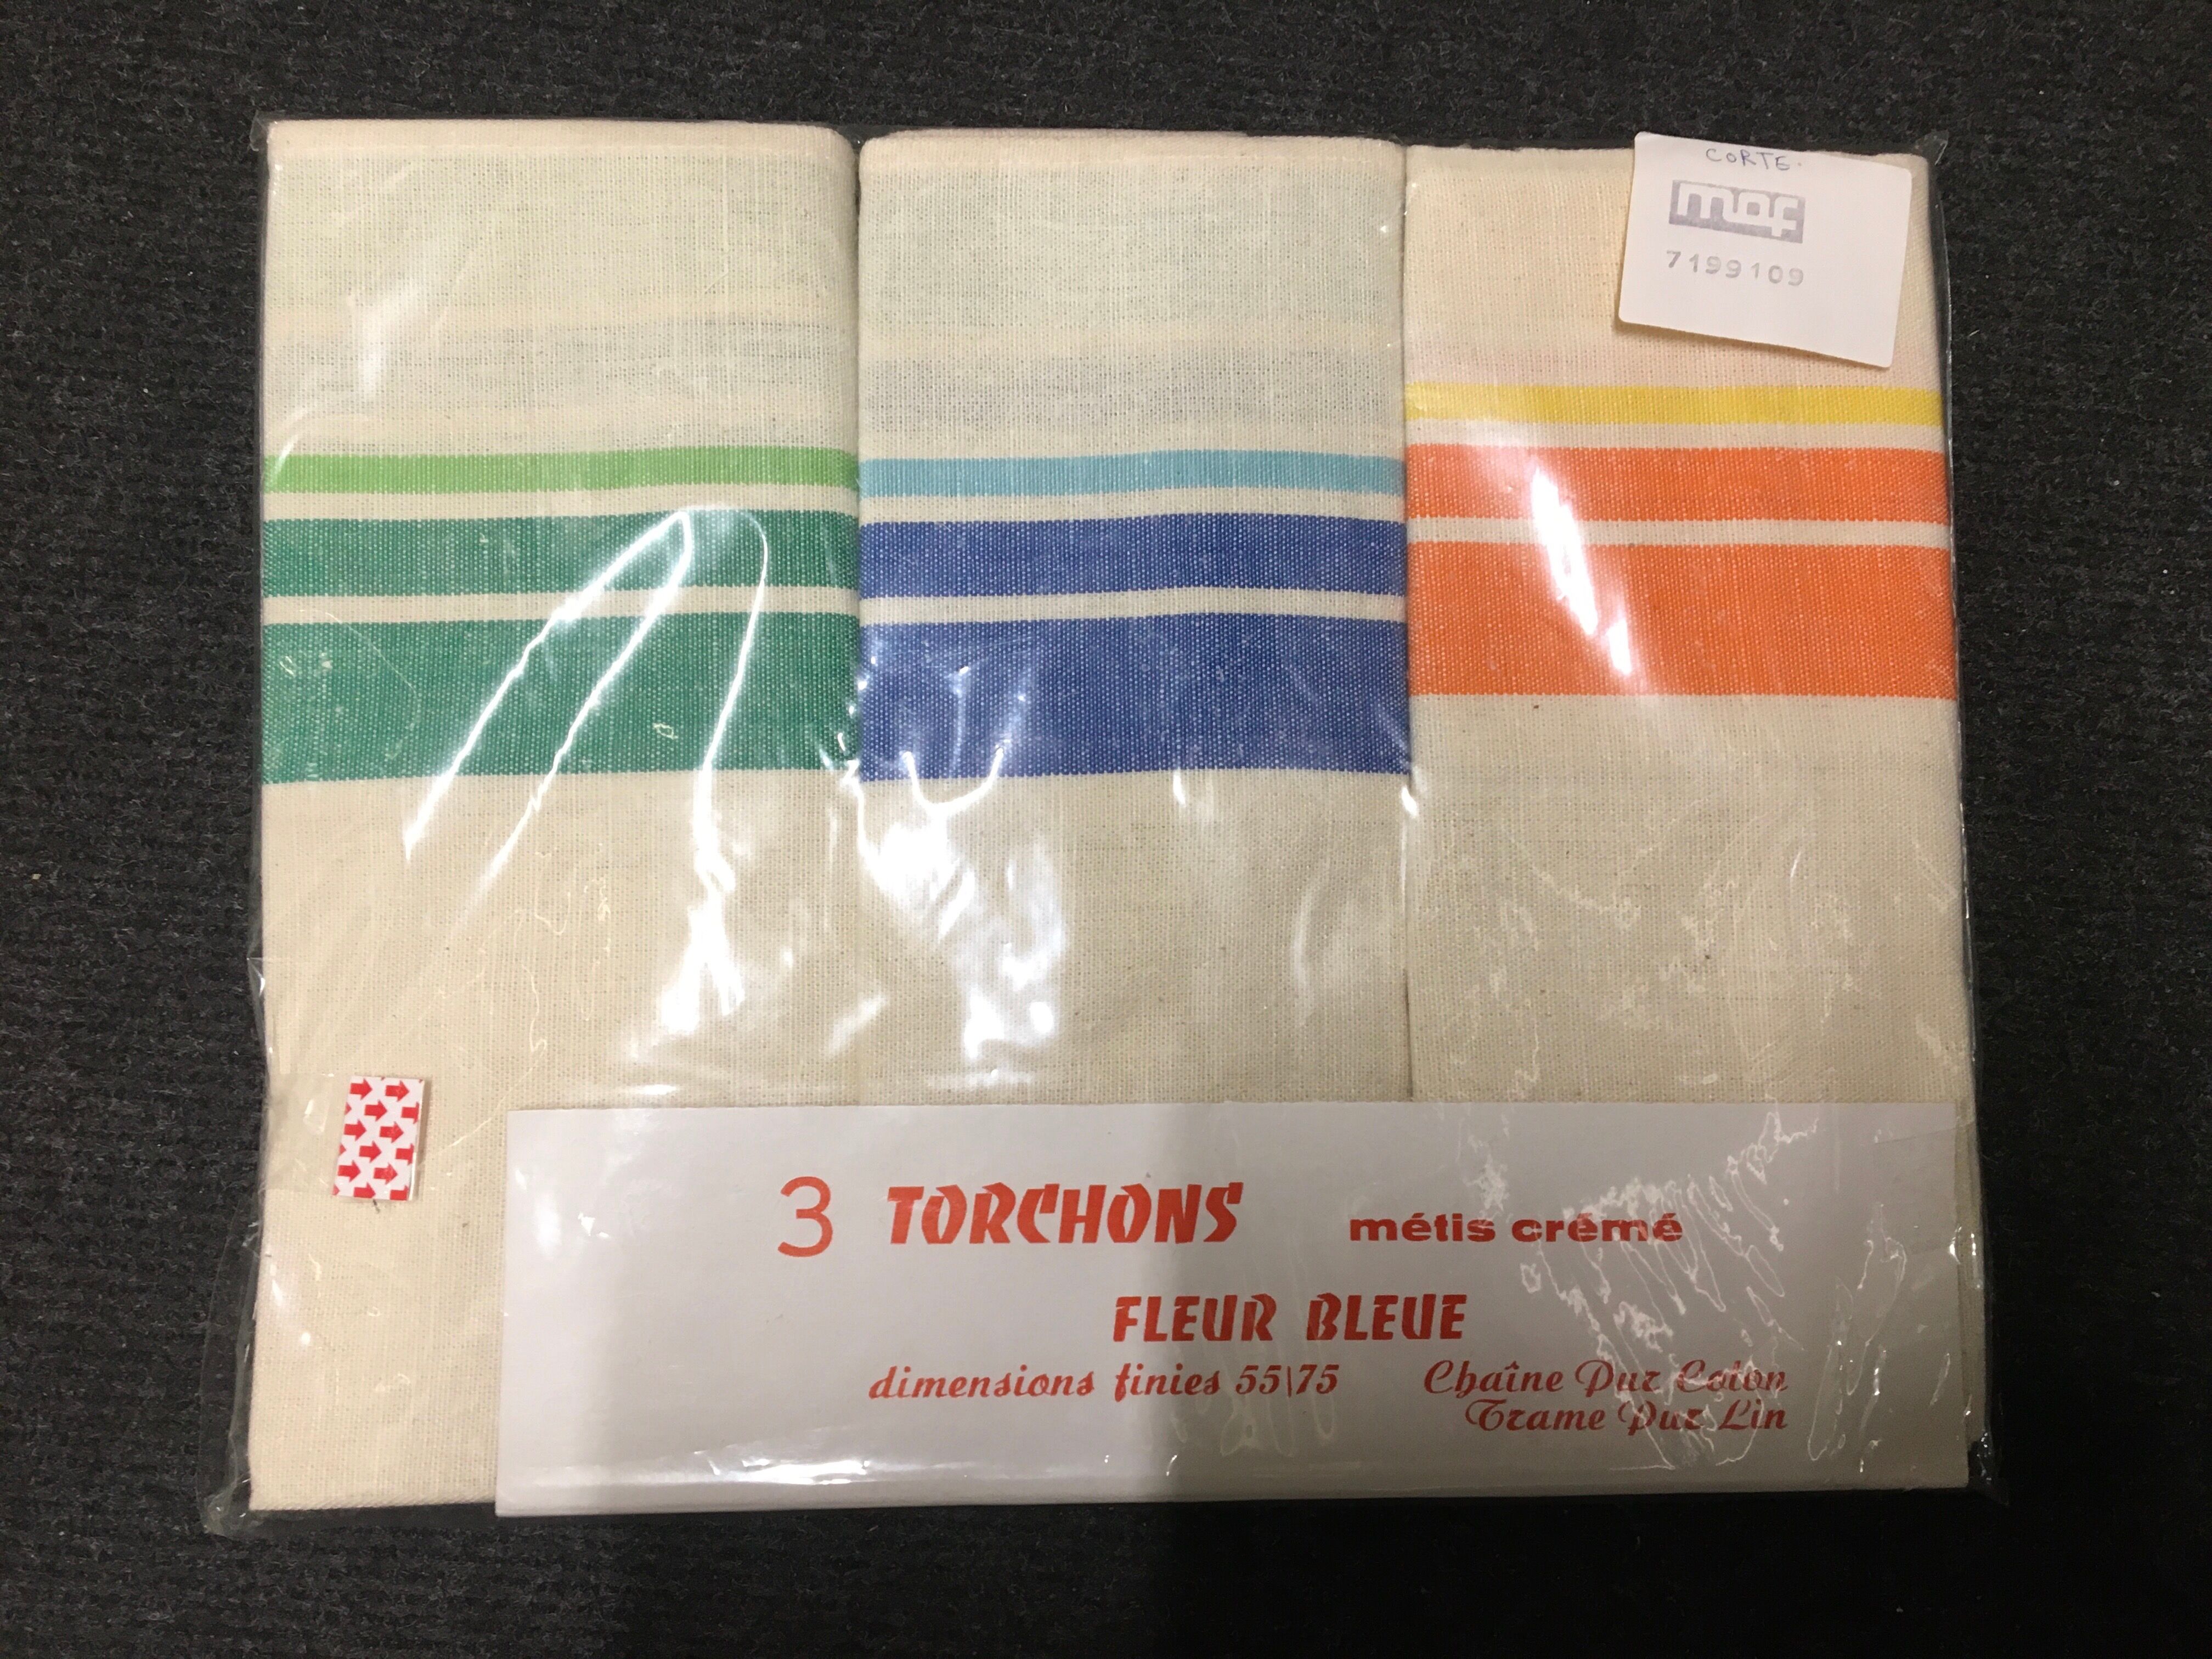 CORTE.
maf
7199109
3 TORCHONS métis crémé
FLEUR BLEUE
dimensions finies 55\75 Chaîne Pur Coton
Trame Pur Lin